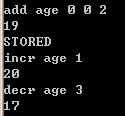 add age 0 0 2
19
STORED
incr age 1
20
decr age 3
17